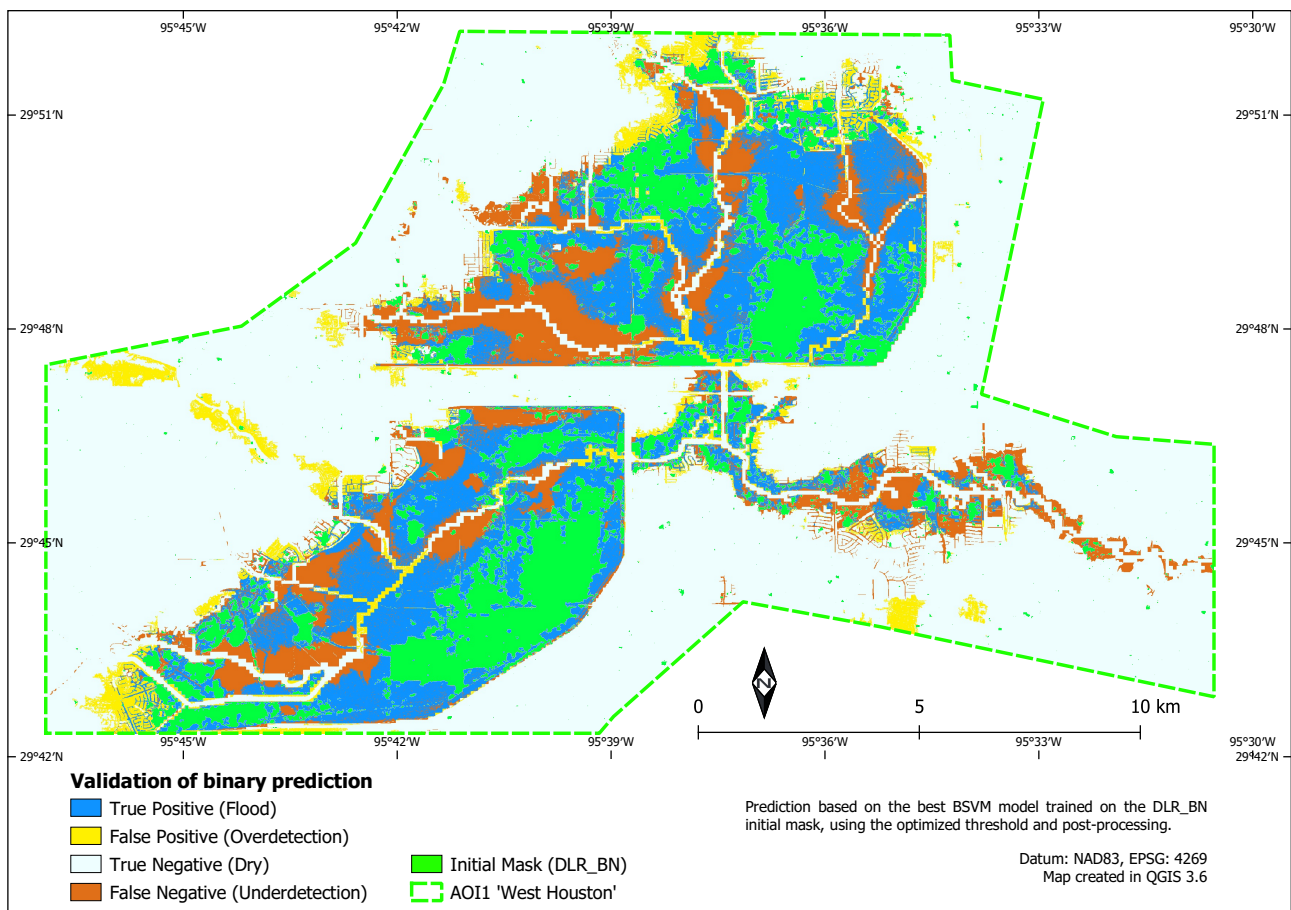 95°45'W 95°42'W 95°39'W 95°36'W 95°33'W 95°30'W
29°51'N 29°51'N
29°48'N 29°48'N
29°45'N 29°45'N
N
0 5 10 km
95°45'W 95°42'W 95°39'W 95°36'W 95°33'W 95°30'W
29°42'N 29°42'N
Validation of binary prediction
True Positive (Flood)
False Positive (Overdetection)
True Negative (Dry)
False Negative (Underdetection)
Initial Mask (DLR_BN)
AOI1 'West Houston'
Prediction based on the best BSVM model trained on the DLR_BN
initial mask, using the optimized threshold and post-processing.
Datum: NAD83, EPSG: 4269
Map created in QGIS 3.6